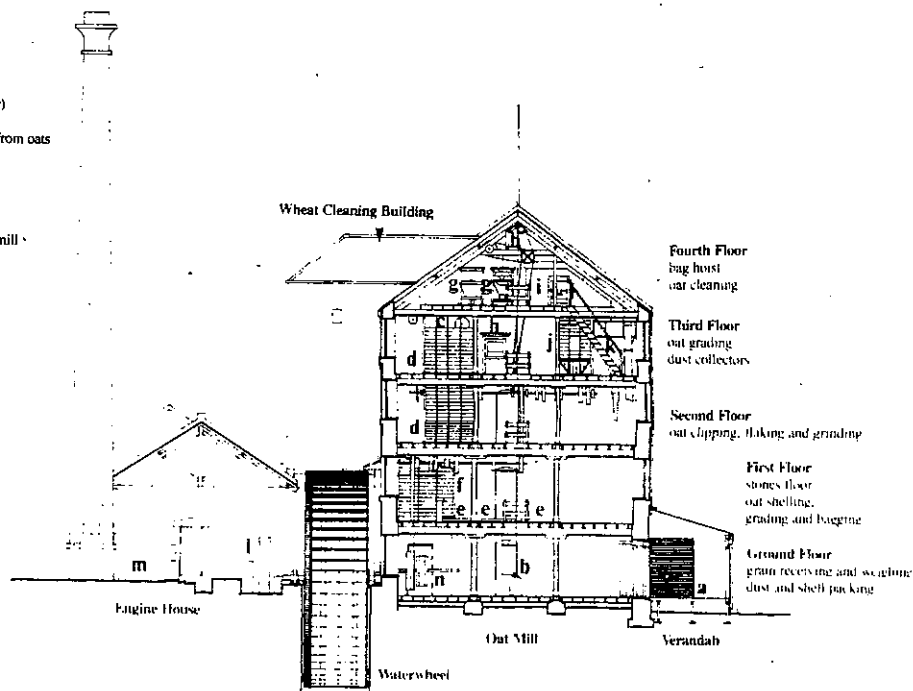 from oats
mill
Wheat Cleaning Building
Fourth Floor
bag hoist
oat cleaning
Third Floor
oat grading
dust collectors
Second Floor
oat clipping, flaking and grinding
First Floor
stones floor
oat shelling,
grading and bagging
Ground Floor
grain receiving and weighing
dust and shell packing
g g i
c h j
d
d
f
e e e
m l n b a
Engine House
Oat Mill
Verandah
Waterwheel